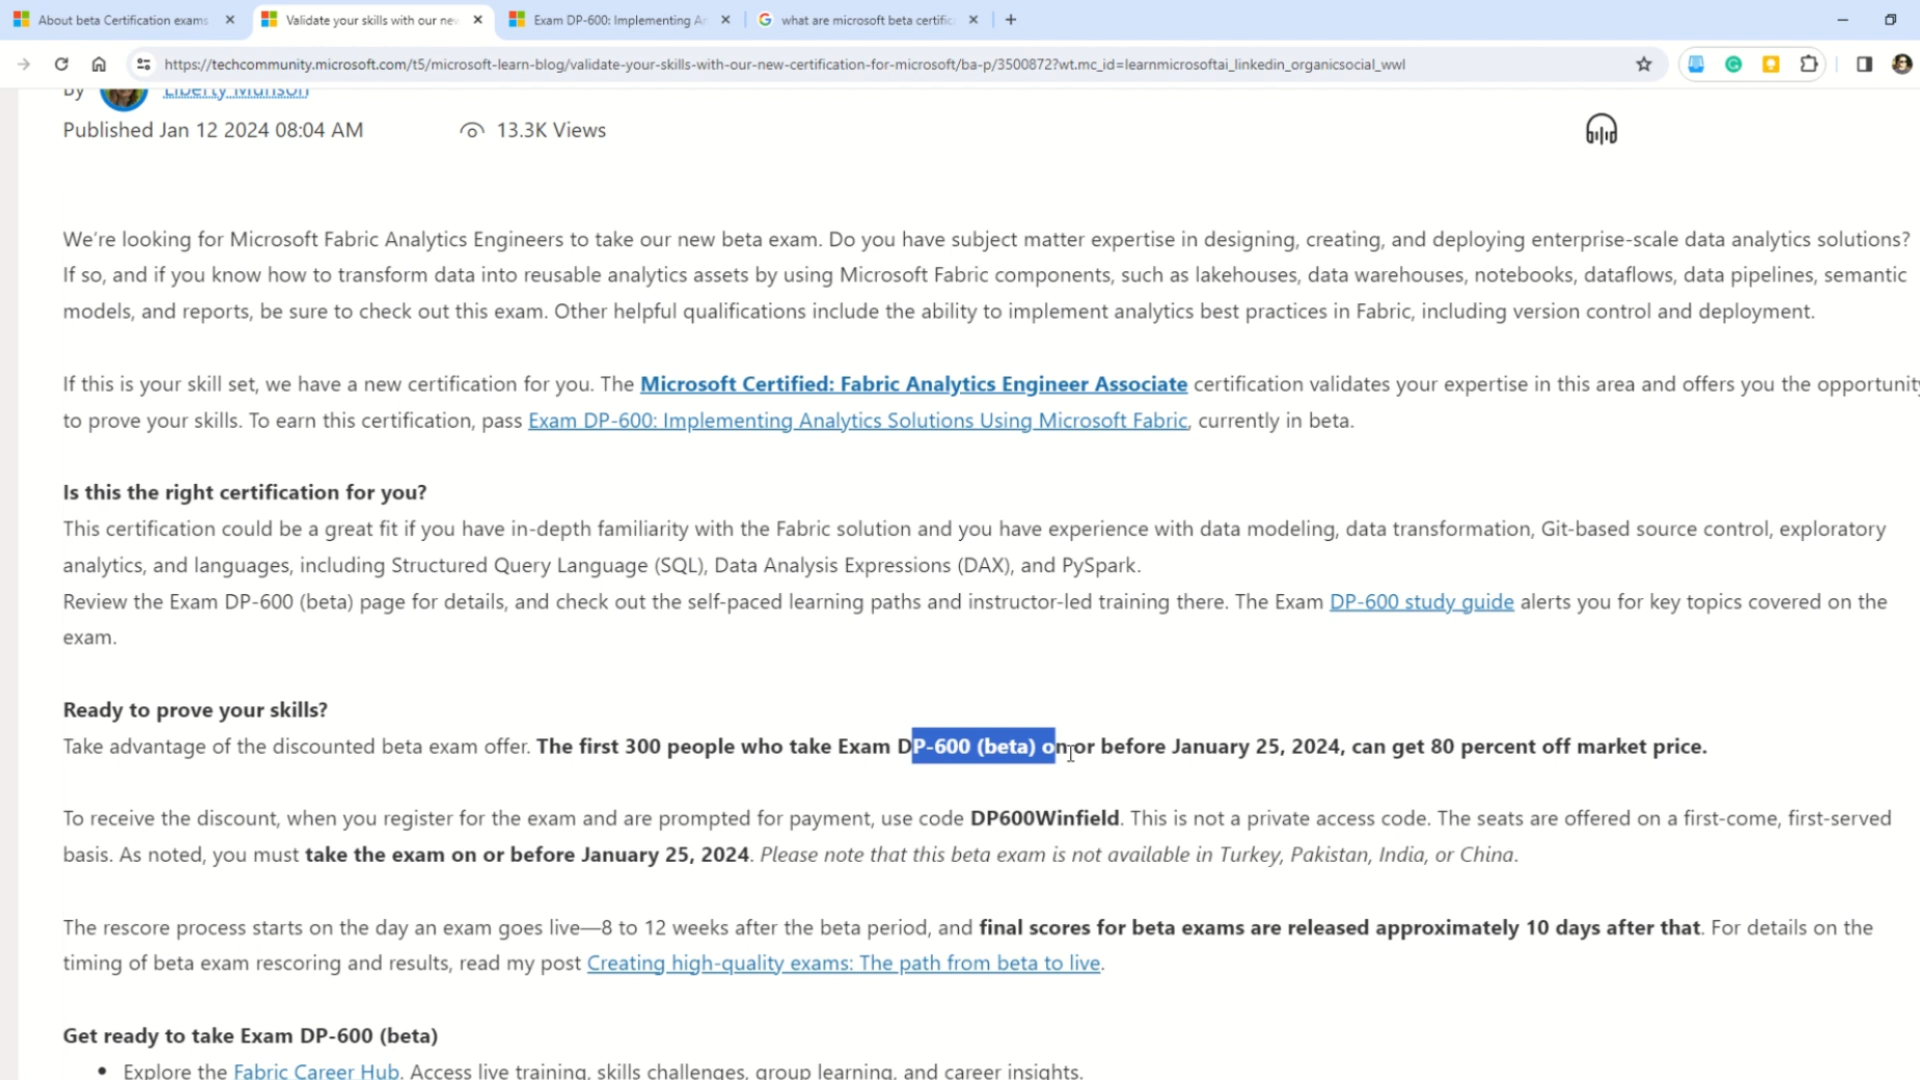 About beta Certification exams
Validate your skills with our ne
Exam DP-600: Implementing A
what are microsoft beta certific
https://techcommunity.microsoft.com/t5/microsoft-learn-blog/validate-your-skills-with-our-new-certification-for-microsoft/ba-p/3500872?wt.mc_id=learnmicrosoftai_linkedin_organicsocial_wwl
By Liberty Munson
Published Jan 12 2024 08:04 AM 13.3K Views
We’re looking for Microsoft Fabric Analytics Engineers to take our new beta exam. Do you have subject matter expertise in designing, creating, and deploying enterprise-scale data analytics solutions?
If so, and if you know how to transform data into reusable analytics assets by using Microsoft Fabric components, such as lakehouses, data warehouses, notebooks, dataflows, data pipelines, semantic
models, and reports, be sure to check out this exam. Other helpful qualifications include the ability to implement analytics best practices in Fabric, including version control and deployment.
If this is your skill set, we have a new certification for you. The Microsoft Certified: Fabric Analytics Engineer Associate certification validates your expertise in this area and offers you the opportunity
to prove your skills. To earn this certification, pass Exam DP-600: Implementing Analytics Solutions Using Microsoft Fabric, currently in beta.
Is this the right certification for you?
This certification could be a great fit if you have in-depth familiarity with the Fabric solution and you have experience with data modeling, data transformation, Git-based source control, exploratory
analytics, and languages, including Structured Query Language (SQL), Data Analysis Expressions (DAX), and PySpark.
Review the Exam DP-600 (beta) page for details, and check out the self-paced learning paths and instructor-led training there. The Exam DP-600 study guide alerts you for key topics covered on the
exam.
Ready to prove your skills?
Take advantage of the discounted beta exam offer. The first 300 people who take Exam DP-600 (beta) on or before January 25, 2024, can get 80 percent off market price.
To receive the discount, when you register for the exam and are prompted for payment, use code DP600Winfield. This is not a private access code. The seats are offered on a first-come, first-served
basis. As noted, you must take the exam on or before January 25, 2024. Please note that this beta exam is not available in Turkey, Pakistan, India, or China.
The rescore process starts on the day an exam goes live—8 to 12 weeks after the beta period, and final scores for beta exams are released approximately 10 days after that. For details on the
timing of beta exam rescoring and results, read my post Creating high-quality exams: The path from beta to live.
Get ready to take Exam DP-600 (beta)
• Explore the Fabric Career Hub. Access live training, skills challenges, group learning, and career insights.